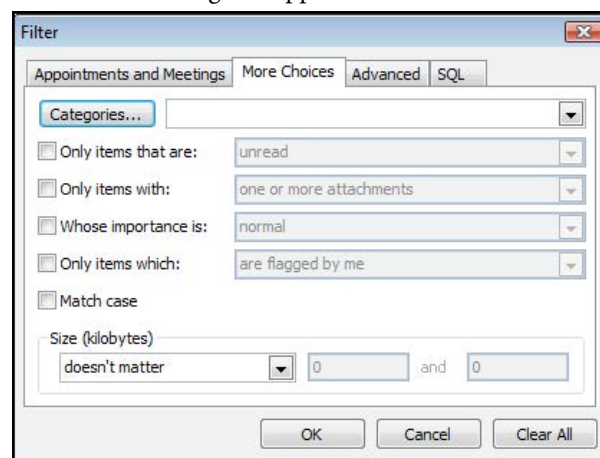 Filter
Appointments and Meetings More Choices Advanced SQL
Categories...
Only items that are: unread
Only items with: one or more attachments
Whose importance is: normal
Only items which: are flagged by me
Match case
Size (kilobytes)
doesn't matter 0 and 0
OK Cancel Clear All